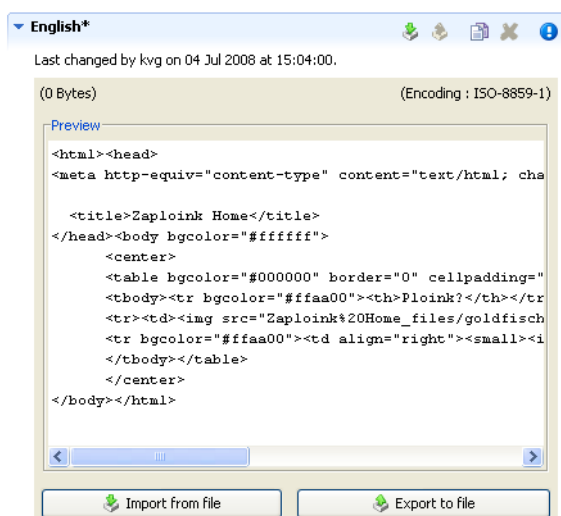 English*
Last changed by kvg on 04 Jul 2008 at 15:04:00.
(0 Bytes) (Encoding : ISO-8859-1)
Preview
<html><head>
<meta http-equiv="content-type" content="text/html; cha
<title>Zaploink Home</title>
</head><body bgcolor="#ffffff">
<center>
<table bgcolor="#000000" border="0" cellpadding="
<tbody><tr bgcolor="#ffaa00"><th>Ploink?</th></tr
<tr><td><img src="Zaploink%20Home_files/goldfisch
<tr bgcolor="#ffaa00"><td align="right"><small><i
</tbody></table>
</center>
</body></html>
Import from file Export to file